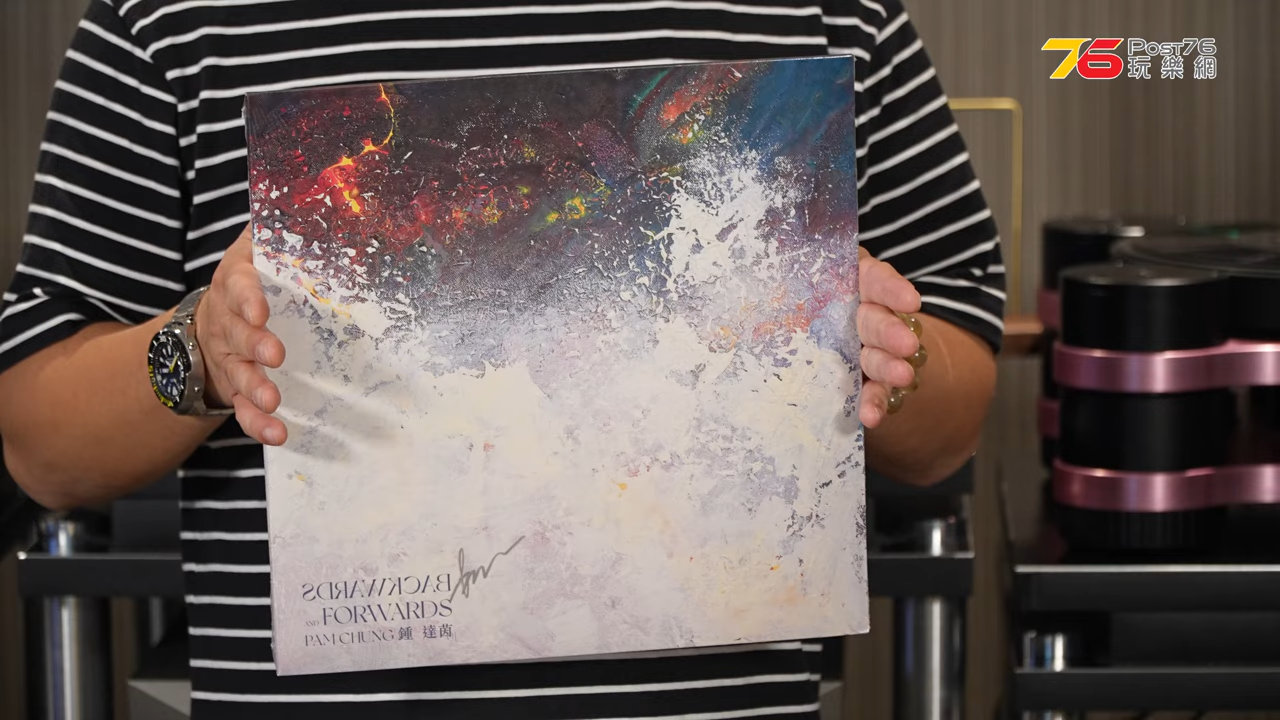 76 Post76
玩樂網
BACKWARDS
AND FORWARDS
PAM CHUNG 鍾 達茵